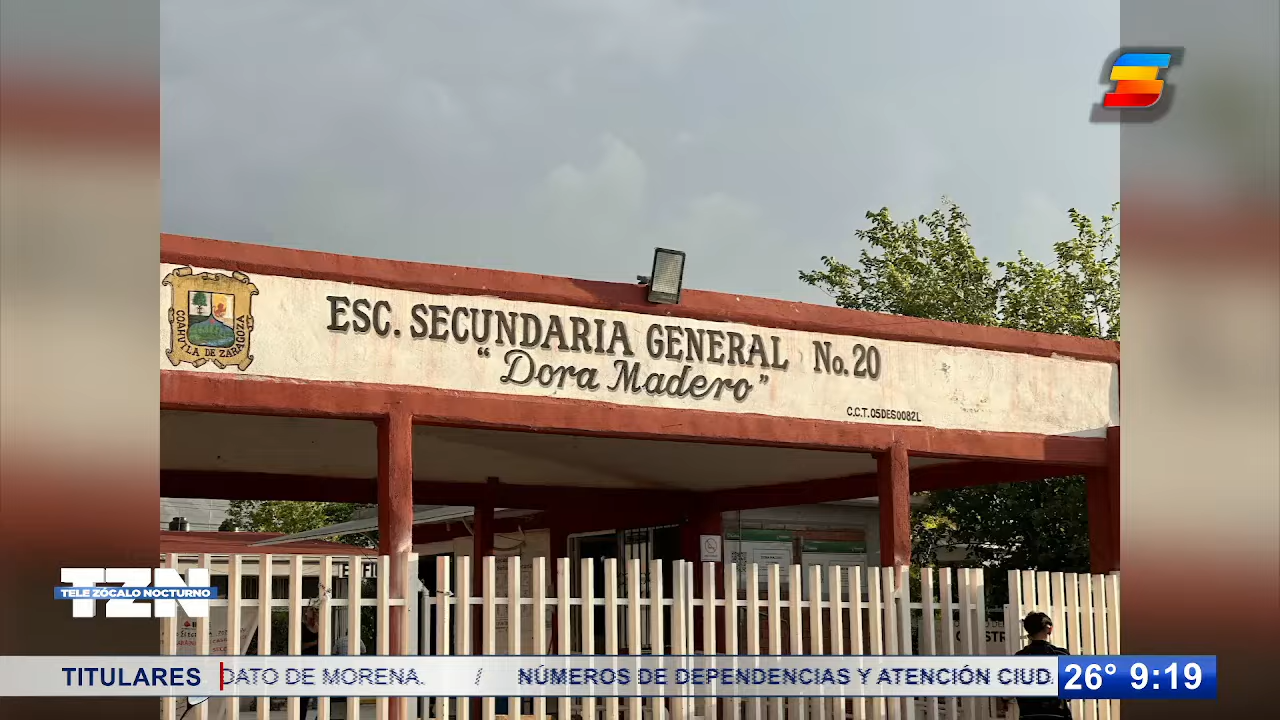 ESC. SECUNDARIA GENERAL No. 20
"Dora Madero"
C.C.T. 05DES0082L
COAHUILA DE ZARAGOZA
TZN
TELE ZÓCALO NOCTURNO
TITULARES DATO DE MORENA. / NÚMEROS DE DEPENDENCIAS Y ATENCIÓN CIUD. 26° 9:19